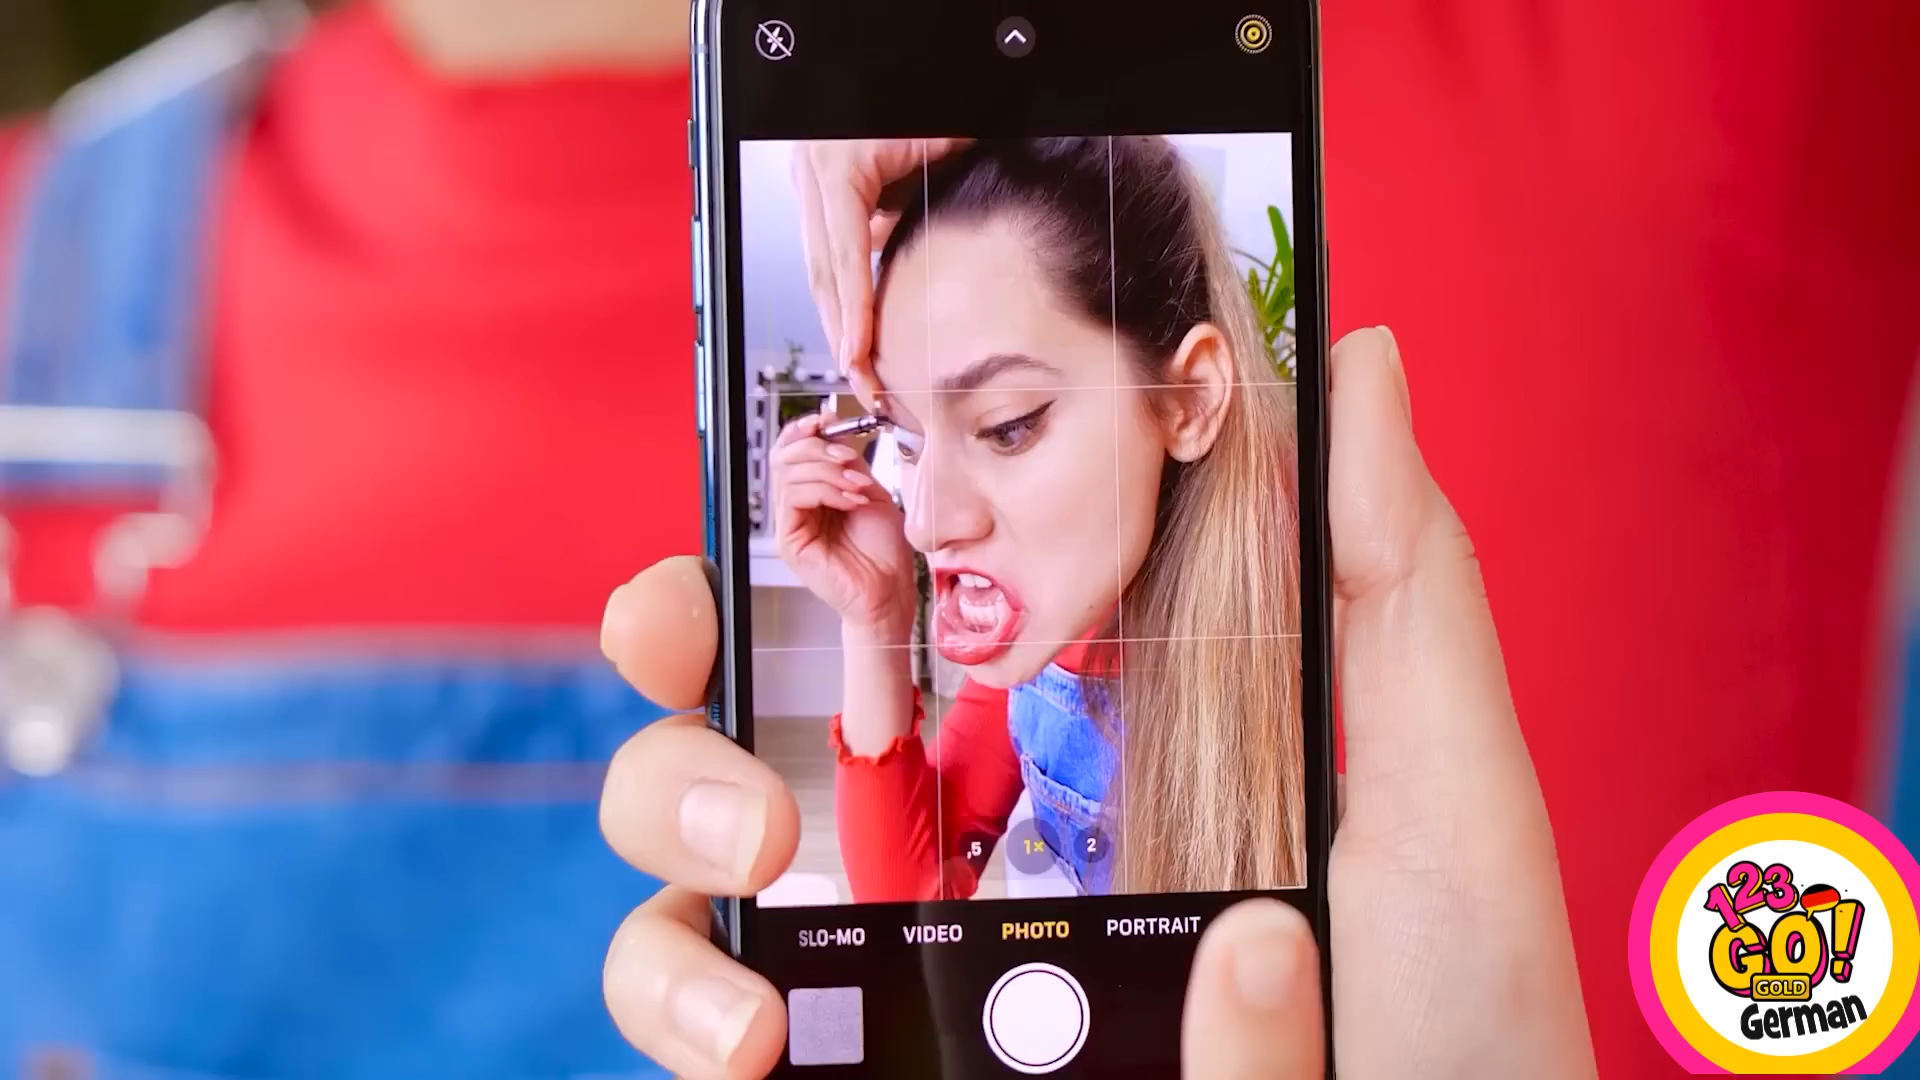 ,5 1× 2
SLO-MO VIDEO PHOTO PORTRAIT
123
GO!
GOLD
German